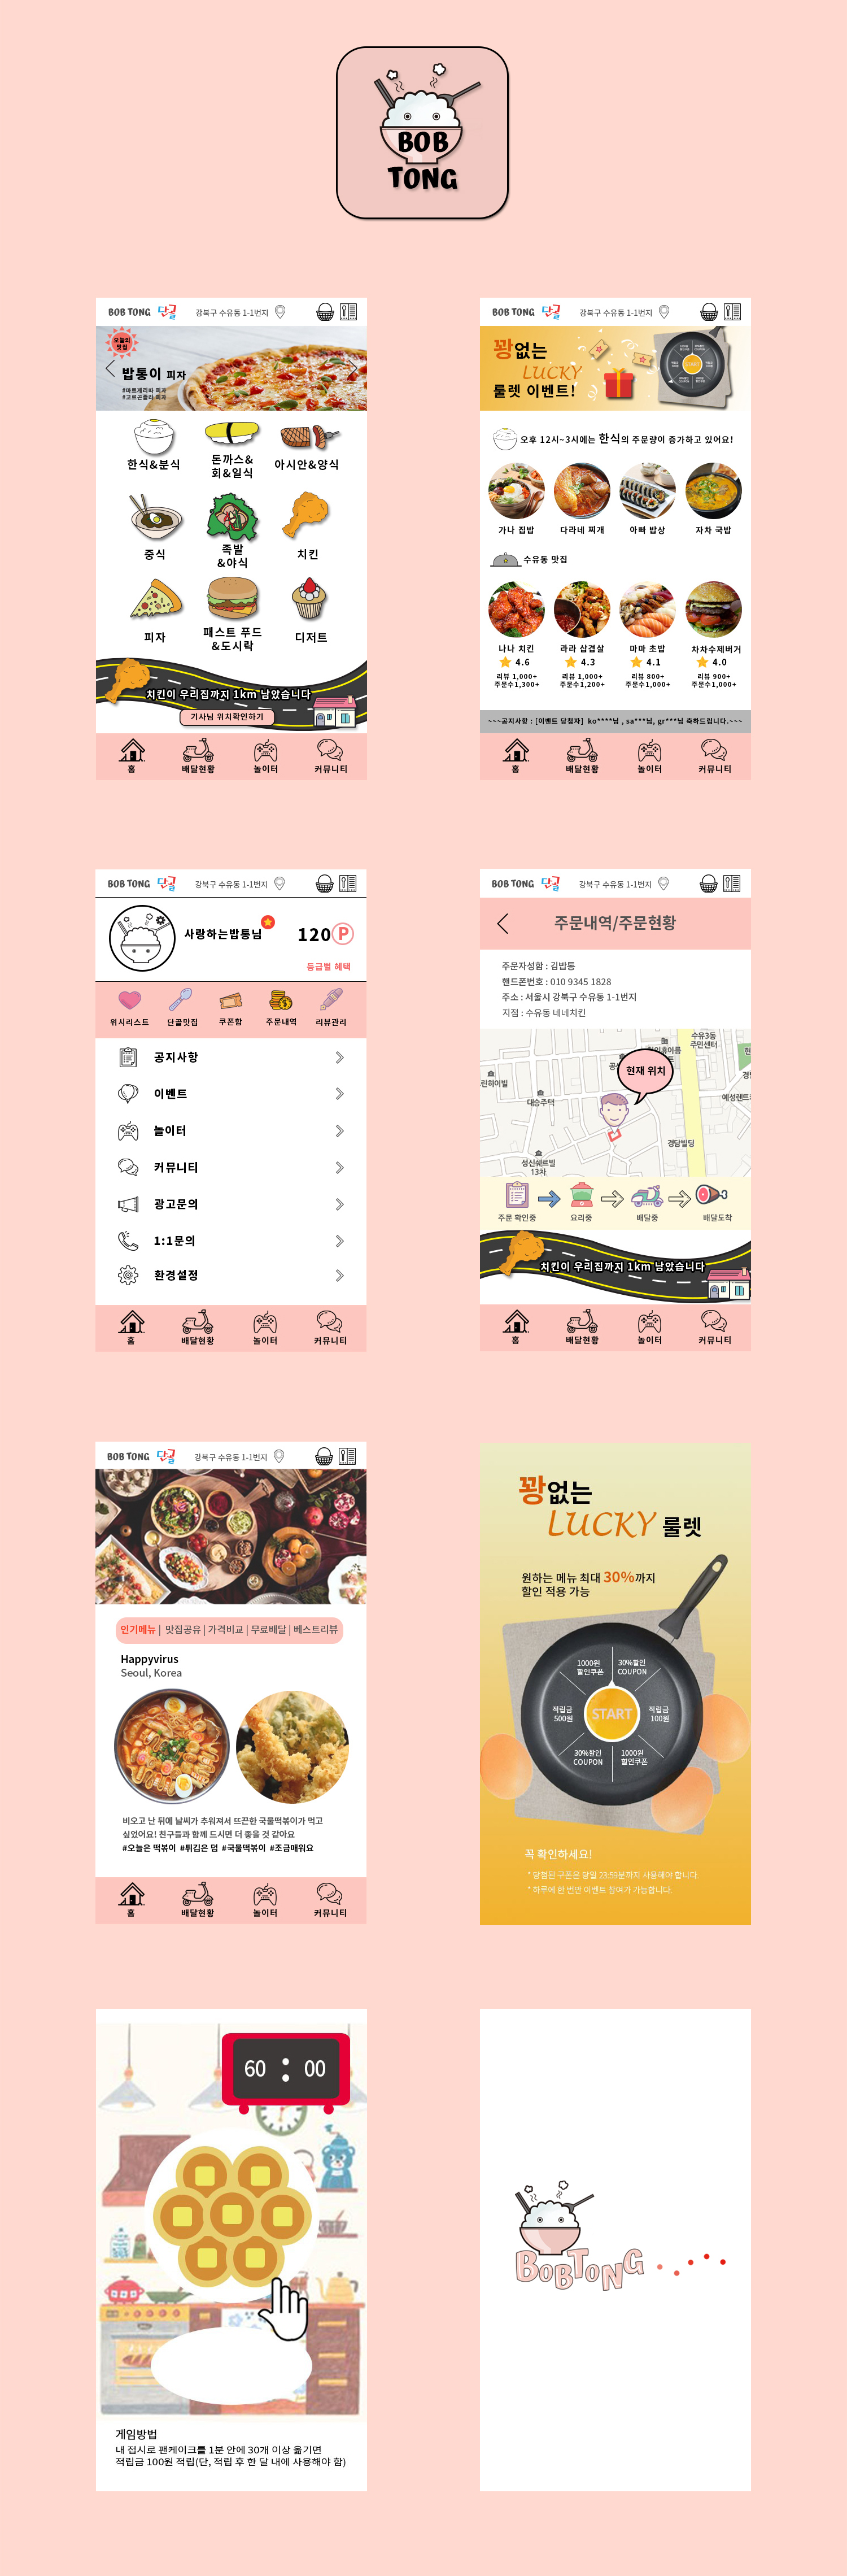 BOB
TONG
BOB TONG 단골 강북구 수유동 1-1번지
오늘의
맛집
밥통이 피자
#마르게리따 피자
#고르곤졸라 피자
한식&분식
돈까스&
회&일식
아시안&양식
중식
족발
&야식
치킨
피자
패스트 푸드
&도시락
디저트
치킨이 우리집까지 1km 남았습니다
기사님 위치확인하기
홈 배달현황 놀이터 커뮤니티
BOB TONG 단골 강북구 수유동 1-1번지
꽝없는
LUCKY
룰렛 이벤트!
START
오후 12시~3시에는 한식의 주문량이 증가하고 있어요!
가나 집밥 다라네 찌개 아빠 밥상 자차 국밥
수유동 맛집
나나 치킨 라라 삼겹살 마마 초밥 차차수제버거
4.6 4.3 4.1 4.0
리뷰 1,000+ 리뷰 1,000+ 리뷰 800+ 리뷰 900+
주문수1,300+ 주문수1,200+ 주문수1,000+ 주문수1,000+
~~~공지사항 : [이벤트 당첨자] ko****님 , sa***님, gr***님 축하드립니다.~~~
홈 배달현황 놀이터 커뮤니티
BOB TONG 단골 강북구 수유동 1-1번지
사랑하는밥통님
120 P
등급별 혜택
위시리스트 단골맛집 쿠폰함 주문내역 리뷰관리
공지사항
이벤트
놀이터
커뮤니티
광고문의
1:1문의
환경설정
홈 배달현황 놀이터 커뮤니티
BOB TONG 단골 강북구 수유동 1-1번지
주문내역/주문현황
주문자성함 : 김밥통
핸드폰번호 : 010 9345 1828
주소 : 서울시 강북구 수유동 1-1번지
지점 : 수유동 네네치킨
수유3동
주민센터
현재 위치
린하이빌
대승주택
예성렌트
경담빌딩
성신쉐르빌
13차
주문 확인중 요리중 배달중 배달도착
치킨이 우리집까지 1km 남았습니다
홈 배달현황 놀이터 커뮤니티
BOB TONG 단골 강북구 수유동 1-1번지
인기메뉴 | 맛집공유 | 가격비교 | 무료배달 | 베스트리뷰
Happyvirus
Seoul, Korea
비오고 난 뒤에 날씨가 추워져서 뜨끈한 국물떡볶이가 먹고
싶었어요! 친구들과 함께 드시면 더 좋을 것 같아요
#오늘은 떡볶이 #튀김은 덤 #국물떡볶이 #조금매워요
홈 배달현황 놀이터 커뮤니티
꽝없는
LUCKY 룰렛
원하는 메뉴 최대 30%까지
할인 적용 가능
1000원
할인쿠폰
30%할인
COUPON
적립금
500원
START
적립금
100원
30%할인
COUPON
1000원
할인쿠폰
꼭 확인하세요!
* 당첨된 쿠폰은 당일 23:59분까지 사용해야 합니다.
* 하루에 한 번만 이벤트 참여가 가능합니다.
60 : 00
게임방법
내 접시로 팬케이크를 1분 안에 30개 이상 옮기면
적립금 100원 적립(단, 적립 후 한 달 내에 사용해야 함)
BOBTONG